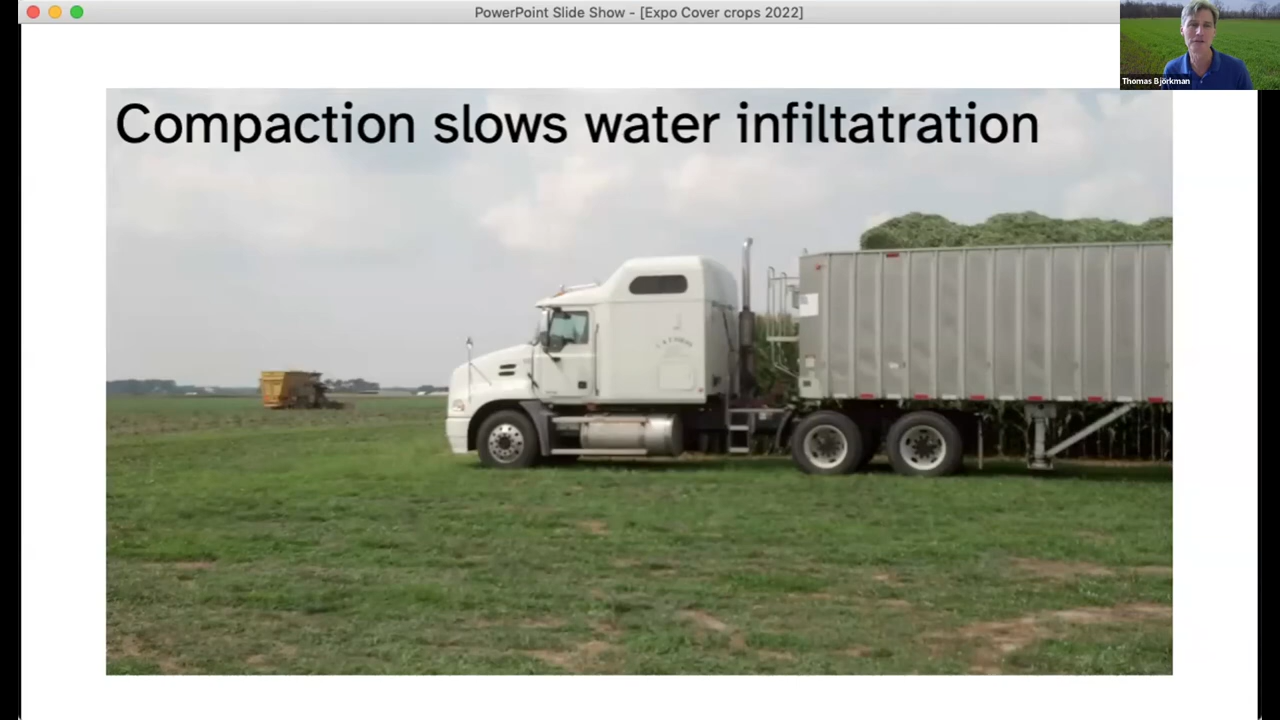 PowerPoint Slide Show - [Expo Cover crops 2022]
Thomas Björkman
Compaction slows water infiltatration